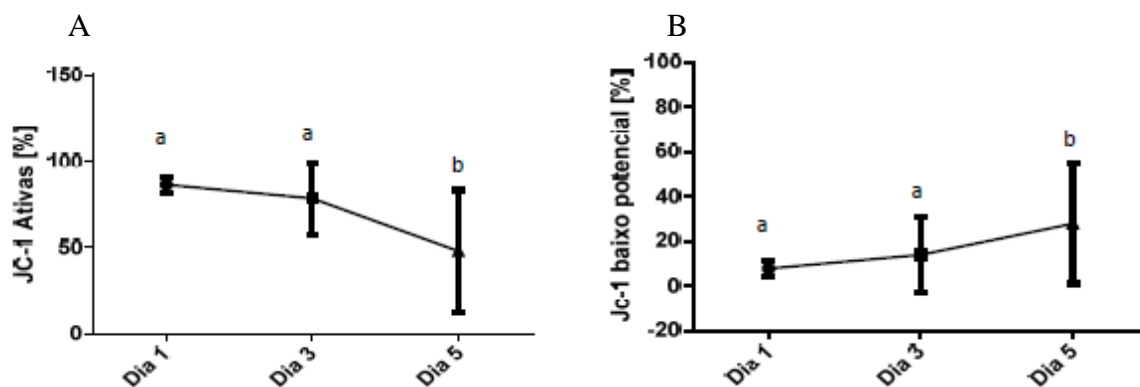 A
JC-1 Ativas [%]
150
100
50
0
a
a
b
Dia 1
Dia 3
Dia 5
B
Jc-1 baixo potencial [%]
100
80
60
40
20
0
-20
a
a
b
Dia 1
Dia 3
Dia 5